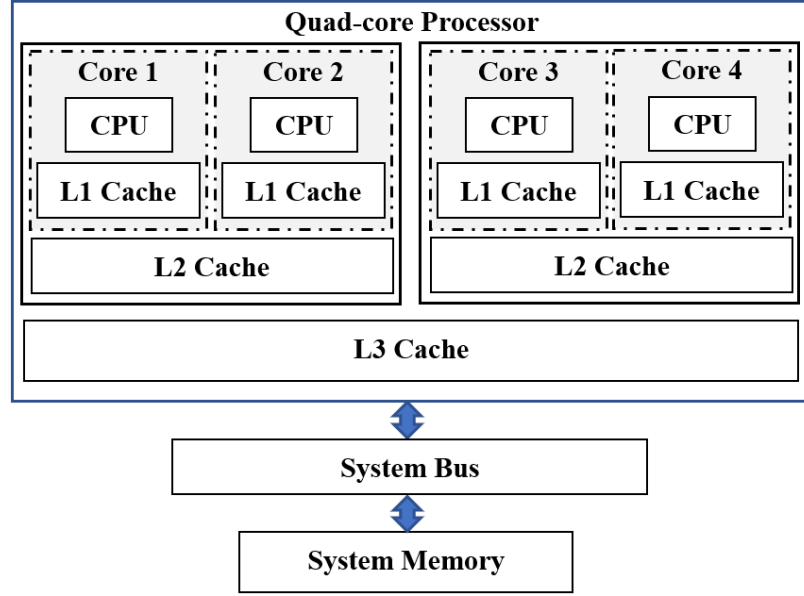 Quad-core Processor
Core 1 Core 2 Core 3 Core 4
CPU CPU CPU CPU
L1 Cache L1 Cache L1 Cache L1 Cache
L2 Cache L2 Cache
L3 Cache
System Bus
System Memory